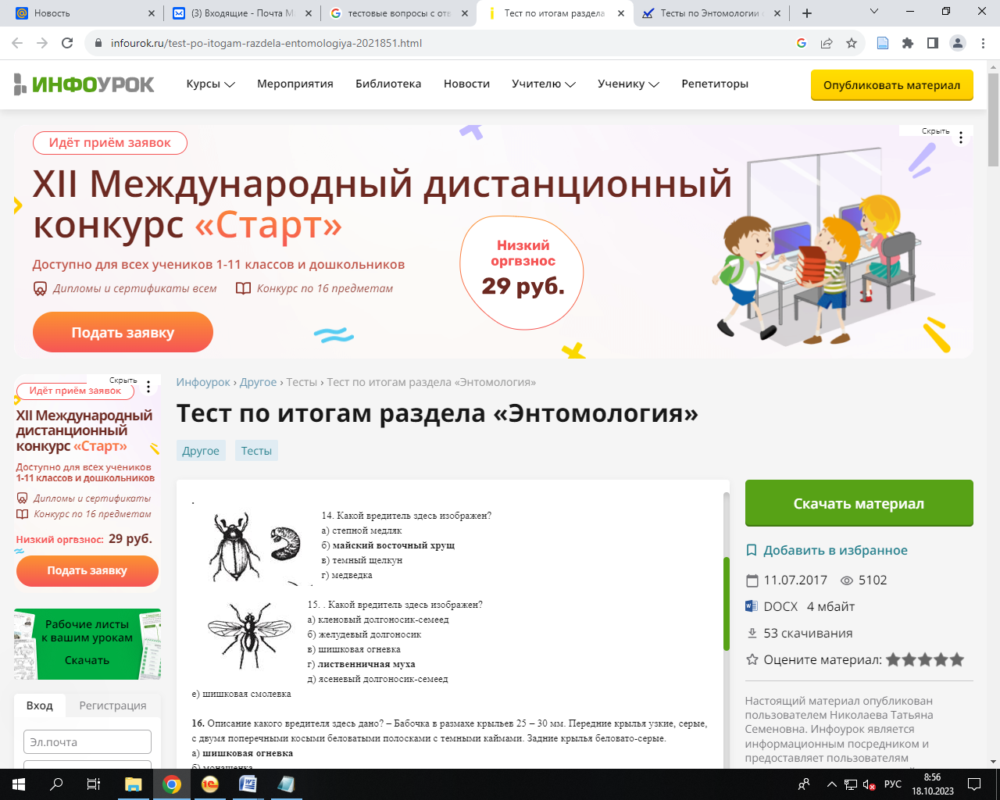 Новость
(3) Входящие - Почта M
тестовые вопросы с отв
Тест по итогам раздела
Тесты по Энтомологии с
infourok.ru/test-po-itogam-razdela-entomologiya-2021851.html
ИНФОУРОК
Курсы
Мероприятия
Библиотека
Новости
Учителю
Ученику
Репетиторы
Опубликовать материал
Идёт приём заявок
Скрыть
XII Международный дистанционный
конкурс «Старт»
Низкий
оргвзнос
29 руб.
Доступно для всех учеников 1-11 классов и дошкольников
Дипломы и сертификаты всем
Конкурс по 16 предметам
Подать заявку
Скрыть
Идёт приём заявок
XII Международный
дистанционный
конкурс «Старт»
Доступно для всех учеников
1-11 классов и дошкольников
Дипломы и сертификаты
Конкурс по 16 предметам
Низкий оргвзнос: 29 руб.
Подать заявку
Рабочие листы
к вашим урокам
Скачать
Вход
Регистрация
Эл.почта
Инфоурок › Другое › Тесты › Тест по итогам раздела «Энтомология»
Тест по итогам раздела «Энтомология»
Другое
Тесты
14. Какой вредитель здесь изображен?
а) степной медляк
б) майский восточный хрущ
в) темный щелкун
г) медведка
15. . Какой вредитель здесь изображен?
а) кленовый долгоносик-семеед
б) желудевый долгоносик
в) шишковая огневка
г) лиственничная муха
д) ясеневый долгоносик-семеед
е) шишковая смолевка
16. Описание какого вредителя здесь дано? – Бабочка в размахе крыльев 25 – 30 мм. Передние крылья узкие, серые,
с двумя поперечными косыми беловатыми полосками с темными каймами. Задние крылья беловато-серые.
а) шишковая огневка
б) монашенка
Скачать материал
Добавить в избранное
11.07.2017
5102
DOCX
4 мбайт
53 скачивания
Оцените материал:
Настоящий материал опубликован
пользователем Николаева Татьяна
Семеновна. Инфоурок является
информационным посредником и
предоставляет пользователям
РУС
8:56
18.10.2023